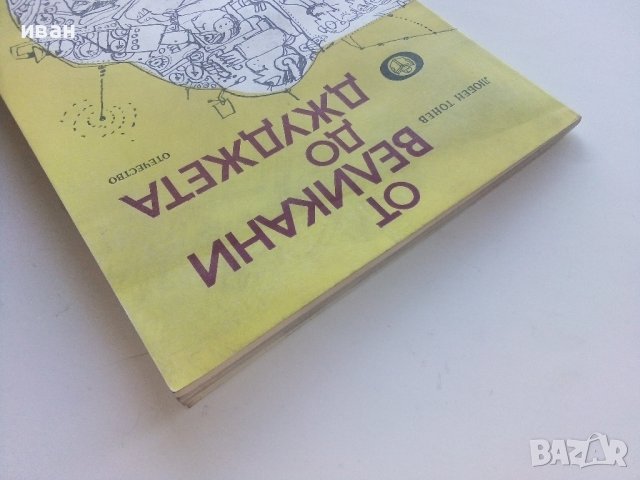 иван
ЛЮБЕН ТОНЕВ
ОТ
ВЕЛИКАНИ
ДО
ДЖУДЖЕТА
ОТЕЧЕСТВО
BAZAR